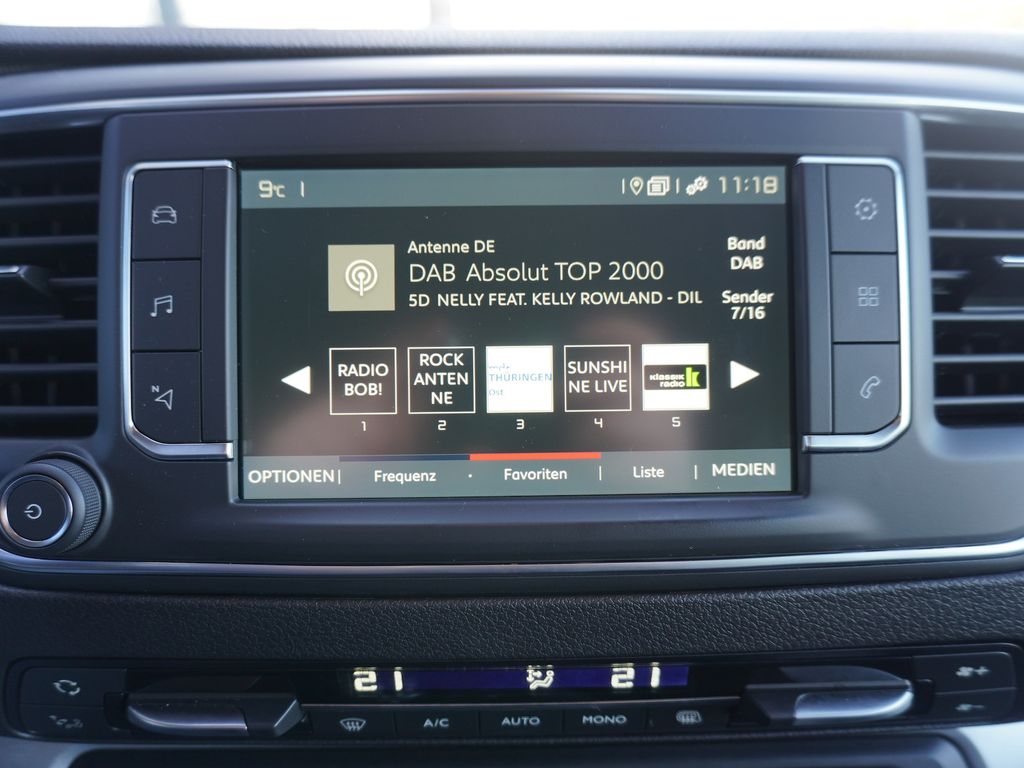 9°C
11:18
Antenne DE
DAB Absolut TOP 2000
5D NELLY FEAT. KELLY ROWLAND - DIL
Band
DAB
Sender
7/16
RADIO
BOB!
ROCK
ANTEN
NE
mdr
THÜRINGEN
Ost
SUNSHI
NE LIVE
klassik
radio
1
2
3
4
5
OPTIONEN
Frequenz
Favoriten
Liste
MEDIEN
N
21
21
A/C
AUTO
MONO